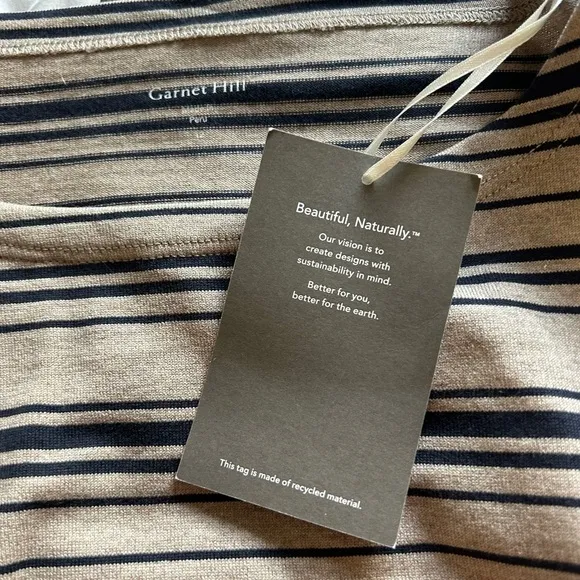 Garnet Hill
Peru
Beautiful, Naturally.™
Our vision is to
create designs with
sustainability in mind.
Better for you,
better for the earth.
This tag is made of recycled material.